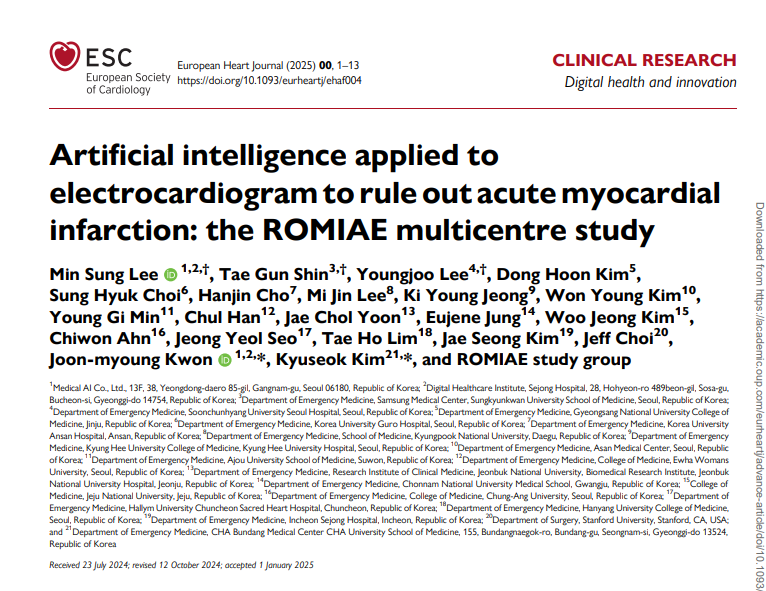 ESC
European Society
of Cardiology
European Heart Journal (2025) 00, 1–13
https://doi.org/10.1093/eurheartj/ehaf004
CLINICAL RESEARCH
Digital health and innovation
Artificial intelligence applied to
electrocardiogram to rule out acute myocardial
infarction: the ROMIAE multicentre study
Min Sung Lee iD 1,2,†, Tae Gun Shin3,†, Youngjoo Lee4,†, Dong Hoon Kim5,
Sung Hyuk Choi6, Hanjin Cho7, Mi Jin Lee8, Ki Young Jeong9, Won Young Kim10,
Young Gi Min11, Chul Han12, Jae Chol Yoon13, Eujene Jung14, Woo Jeong Kim15,
Chiwon Ahn16, Jeong Yeol Seo17, Tae Ho Lim18, Jae Seong Kim19, Jeff Choi20,
Joon-myoung Kwon iD 1,2,*, Kyuseok Kim21,*, and ROMIAE study group
1Medical AI Co., Ltd., 13F, 38, Yeongdong-daero 85-gil, Gangnam-gu, Seoul 06180, Republic of Korea; 2Digital Healthcare Institute, Sejong Hospital, 28, Hohyeon-ro 489beon-gil, Sosa-gu,
Bucheon-si, Gyeonggi-do 14754, Republic of Korea; 3Department of Emergency Medicine, Samsung Medical Center, Sungkyunkwan University School of Medicine, Seoul, Republic of Korea;
4Department of Emergency Medicine, Soonchunhyang University Seoul Hospital, Seoul, Republic of Korea; 5Department of Emergency Medicine, Gyeongsang National University College of
Medicine, Jinju, Republic of Korea; 6Department of Emergency Medicine, Korea University Guro Hospital, Seoul, Republic of Korea; 7Department of Emergency Medicine, Korea University
Ansan Hospital, Ansan, Republic of Korea; 8Department of Emergency Medicine, School of Medicine, Kyungpook National University, Daegu, Republic of Korea; 9Department of Emergency
Medicine, Kyung Hee University College of Medicine, Kyung Hee University Hospital, Seoul, Republic of Korea; 10Department of Emergency Medicine, Asan Medical Center, Seoul, Republic
of Korea; 11Department of Emergency Medicine, Ajou University School of Medicine, Suwon, Republic of Korea; 12Department of Emergency Medicine, College of Medicine, Ewha Womans
University, Seoul, Republic of Korea; 13Department of Emergency Medicine, Research Institute of Clinical Medicine, Jeonbuk National University, Biomedical Research Institute, Jeonbuk
National University Hospital, Jeonju, Republic of Korea; 14Department of Emergency Medicine, Chonnam National University Medical School, Gwangju, Republic of Korea; 15College of
Medicine, Jeju National University, Jeju, Republic of Korea; 16Department of Emergency Medicine, College of Medicine, Chung-Ang University, Seoul, Republic of Korea; 17Department of
Emergency Medicine, Hallym University Chuncheon Sacred Heart Hospital, Chuncheon, Republic of Korea; 18Department of Emergency Medicine, Hanyang University College of Medicine,
Seoul, Republic of Korea; 19Department of Emergency Medicine, Incheon Sejong Hospital, Incheon, Republic of Korea; 20Department of Surgery, Stanford University, Stanford, CA, USA;
and 21Department of Emergency Medicine, CHA Bundang Medical Center CHA University School of Medicine, 155, Bundangnaegok-ro, Bundang-gu, Seongnam-si, Gyeonggi-do 13524,
Republic of Korea
Received 23 July 2024; revised 12 October 2024; accepted 1 January 2025
Downloaded from https://academic.oup.com/eurheartj/advance-article/doi/10.1093/